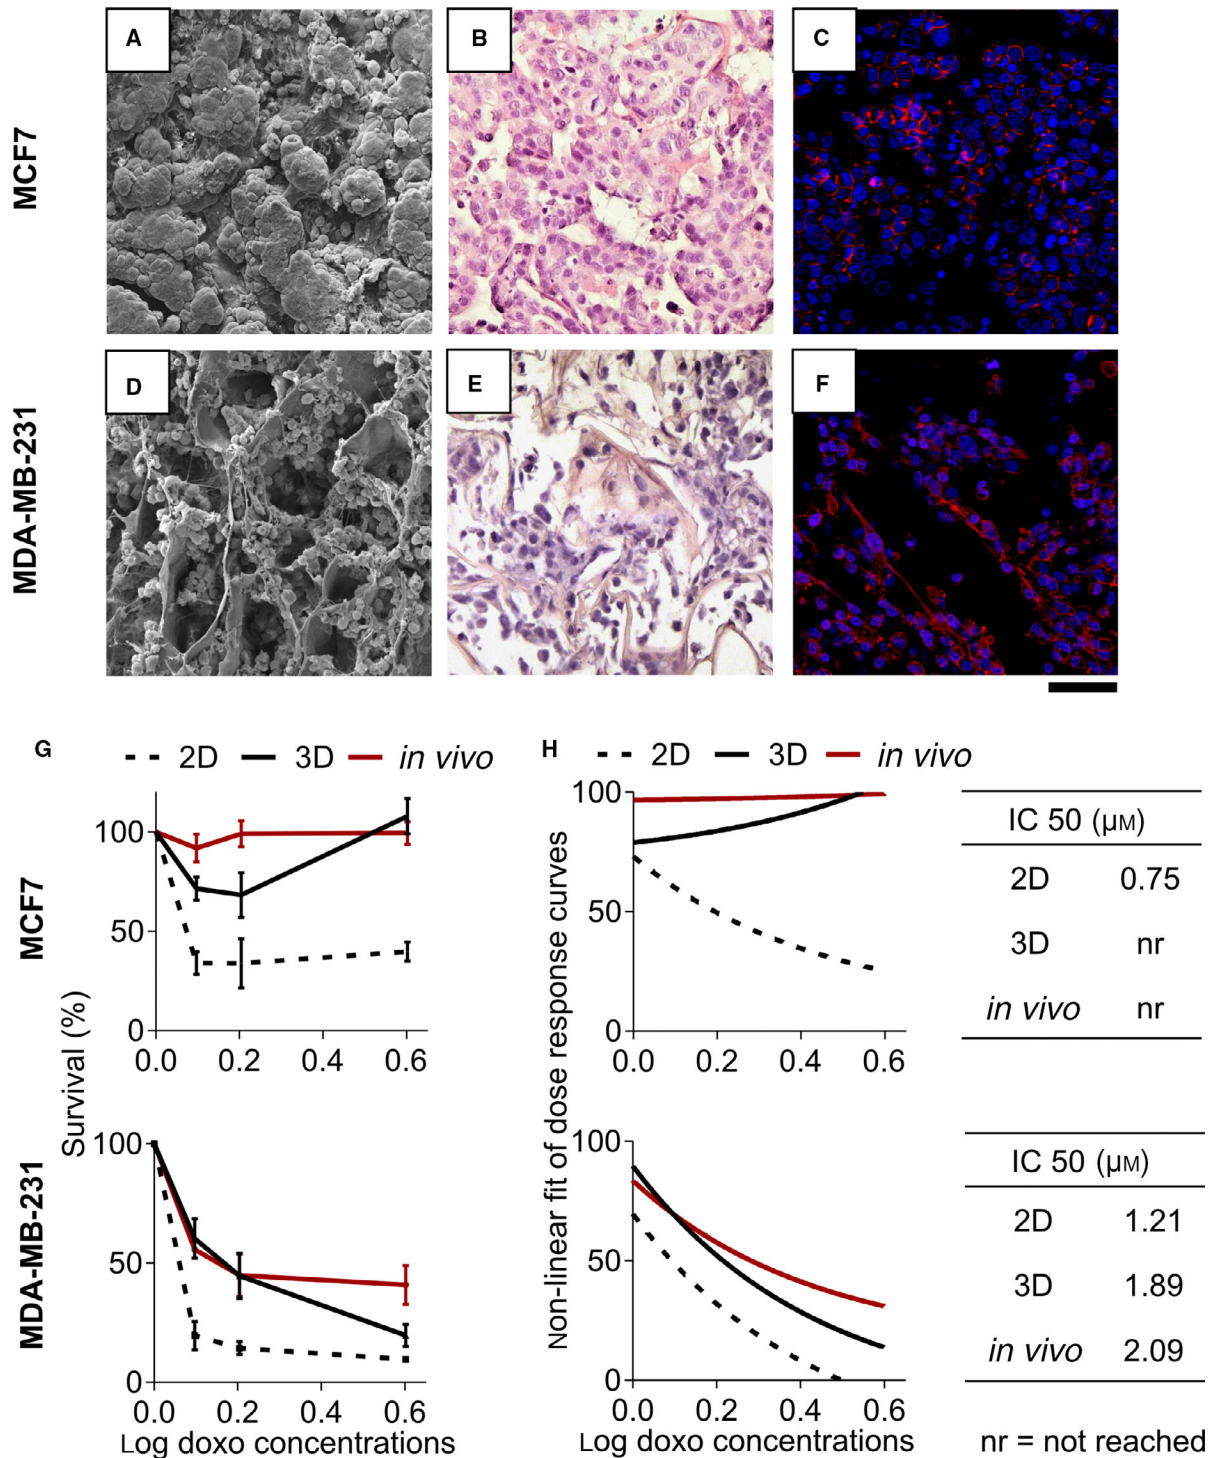 A
B
C
MCF7
D
E
F
MDA-MB-231
G
2D 3D in vivo
H
2D 3D in vivo
MCF7
100
50
0
0.0 0.2 0.4 0.6
100
50
0
0.0 0.2 0.4 0.6
IC 50 (μM)
2D 0.75
3D nr
in vivo nr
Survival (%)
Non-linear fit of dose response curves
MDA-MB-231
100
50
0
0.0 0.2 0.4 0.6
Log doxo concentrations
100
50
0
0.0 0.2 0.4 0.6
Log doxo concentrations
IC 50 (μM)
2D 1.21
3D 1.89
in vivo 2.09
nr = not reached